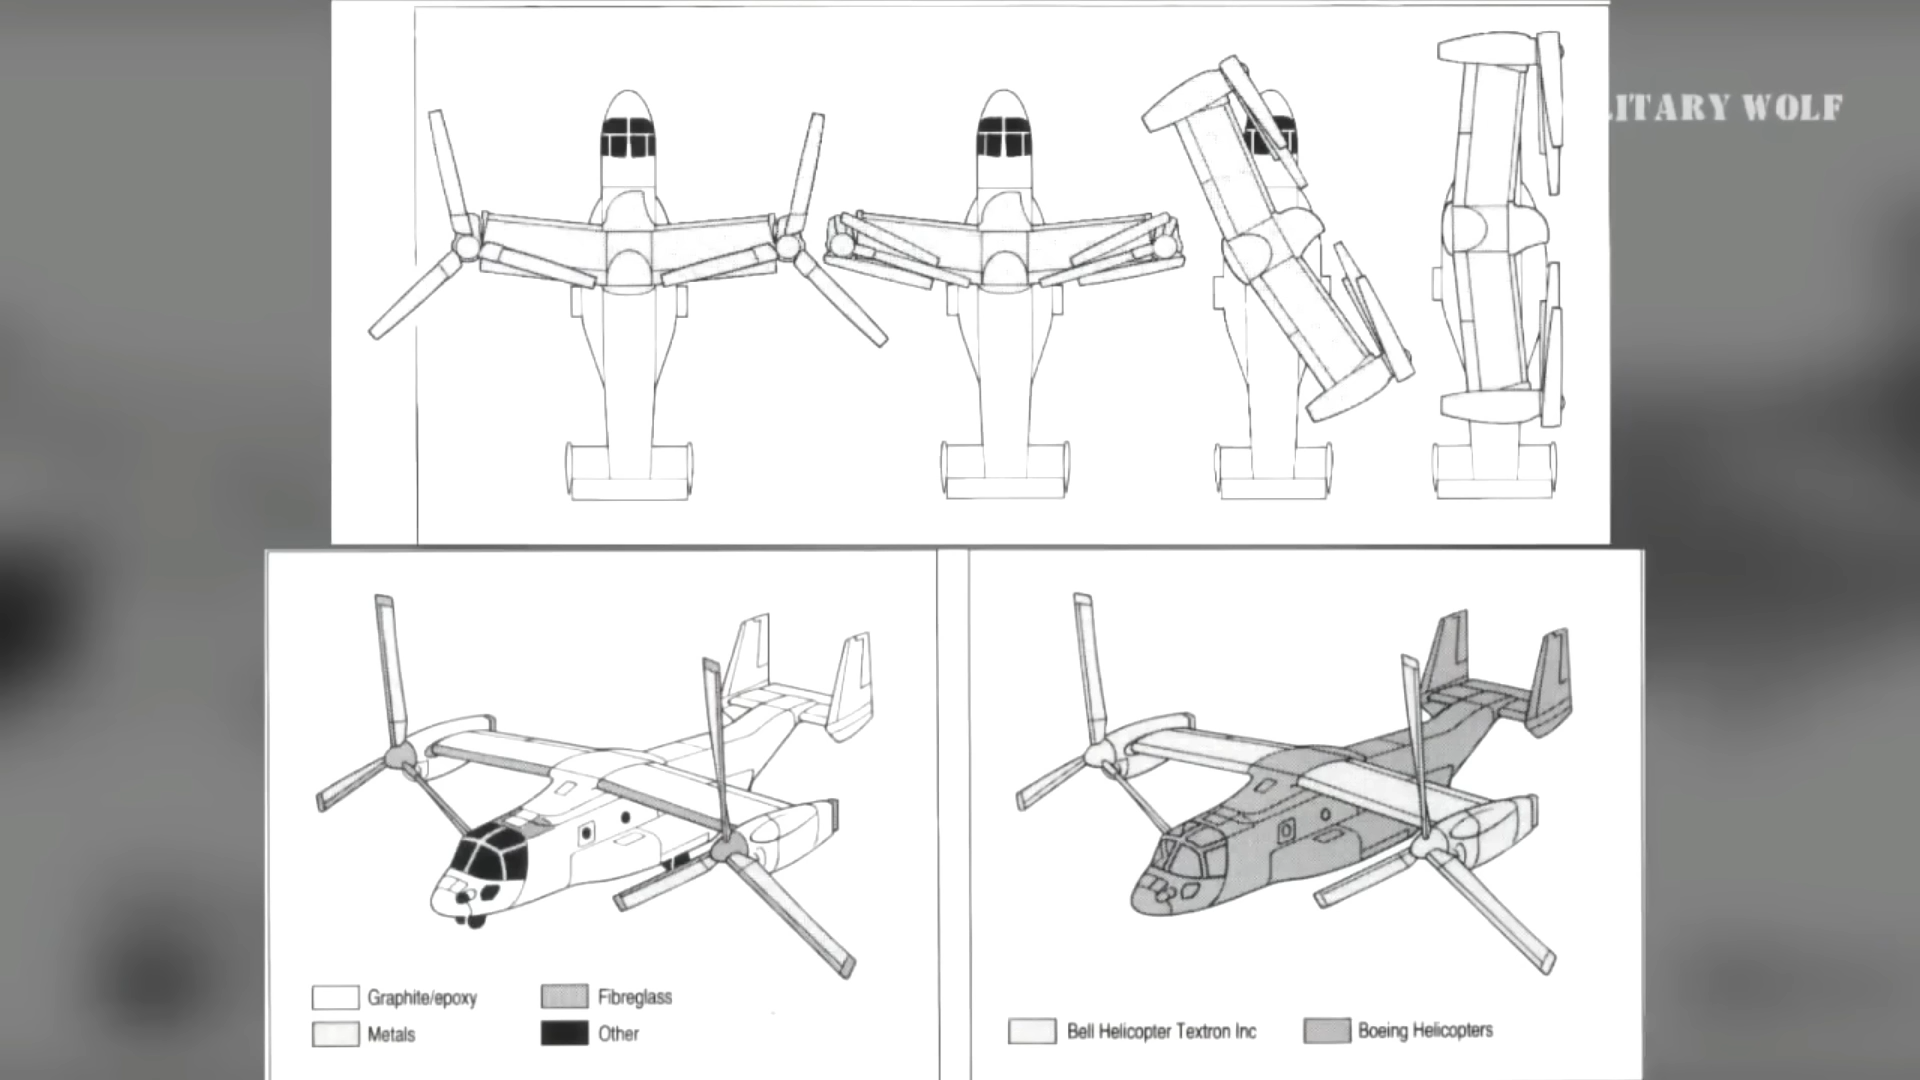 LITARY WOLF
Graphite/epoxy
Fibreglass
Metals
Other
Bell Helicopter Textron Inc
Boeing Helicopters